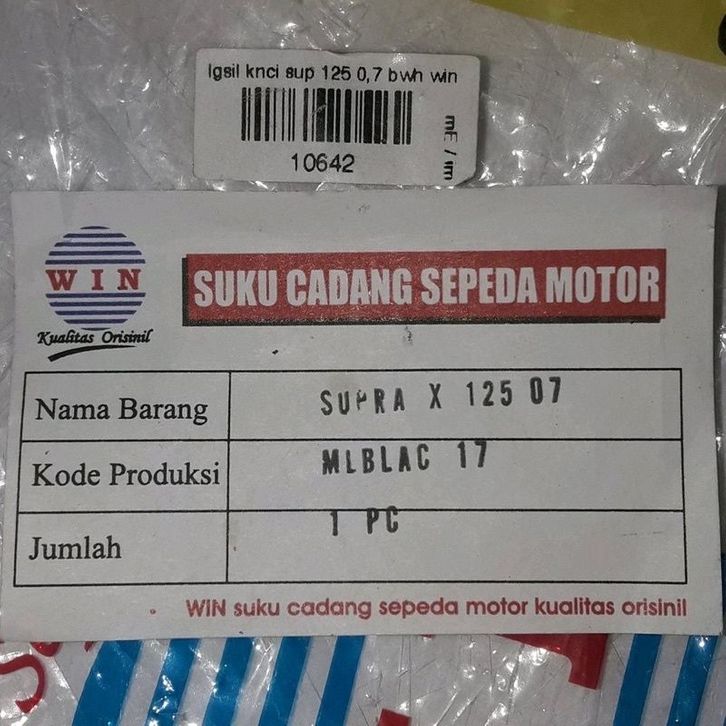 lgsil knci sup 125 0,7 bwh win
10642
mE / im
WIN
Kualitas Orisinil
SUKU CADANG SEPEDA MOTOR
Nama Barang SUPRA X 125 07
Kode Produksi MLBLAC 17
Jumlah 1 PC
WIN suku cadang sepeda motor kualitas orisinil